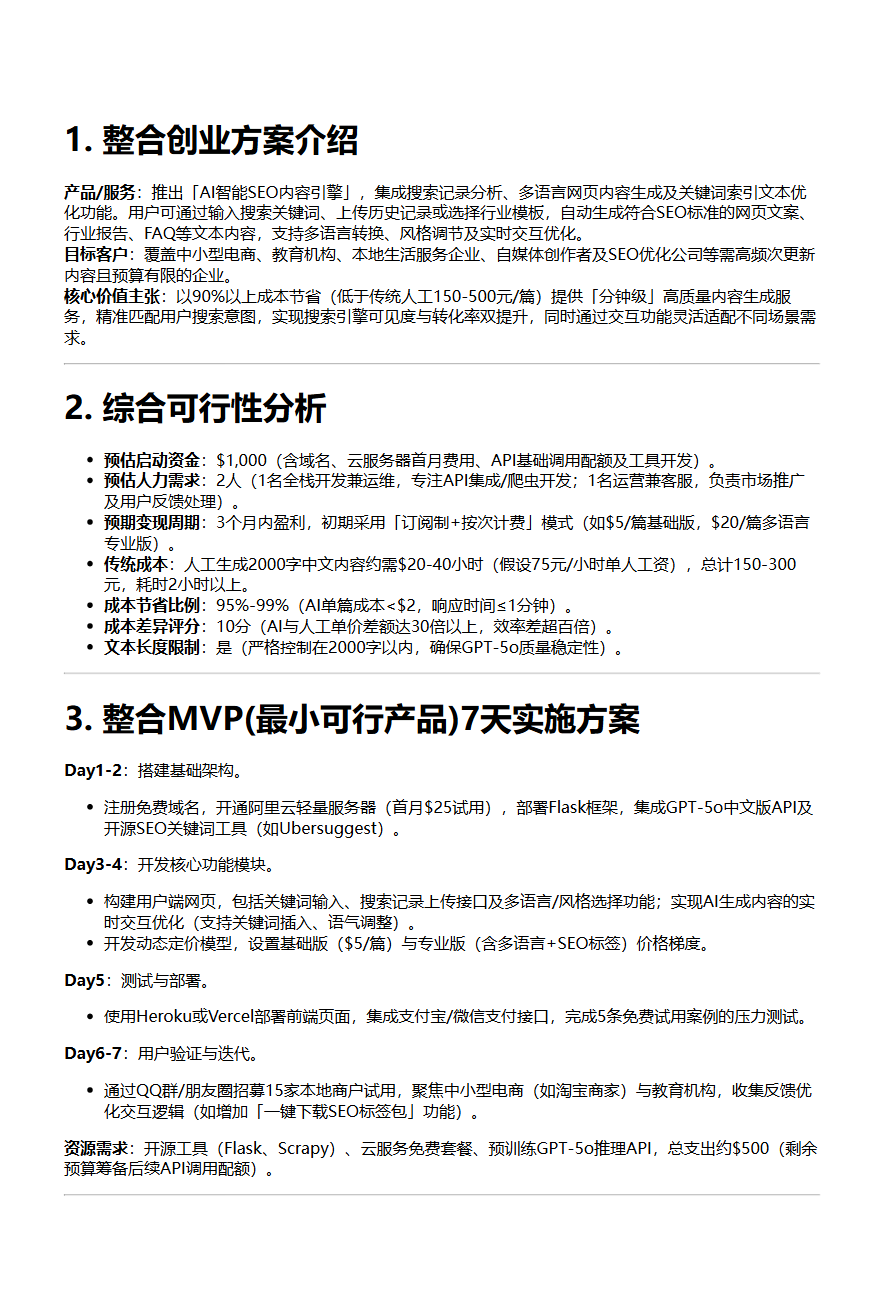 1. 整合创业方案介绍
产品/服务：推出「AI智能SEO内容引擎」，集成搜索记录分析、多语言网页内容生成及关键词索引文本优
化功能。用户可通过输入搜索关键词、上传历史记录或选择行业模板，自动生成符合SEO标准的网页文案、
行业报告、FAQ等文本内容，支持多语言转换、风格调节及实时交互优化。
目标客户：覆盖中小型电商、教育机构、本地生活服务企业、自媒体创作者及SEO优化公司等需高频次更新
内容且预算有限的企业。
核心价值主张：以90%以上成本节省（低于传统人工150-500元/篇）提供「分钟级」高质量内容生成服
务，精准匹配用户搜索意图，实现搜索引擎可见度与转化率双提升，同时通过交互功能灵活适配不同场景需
求。
2. 综合可行性分析
• 预估启动资金：$1,000（含域名、云服务器首月费用、API基础调用配额及工具开发）。
• 预估人力需求：2人（1名全栈开发兼运维，专注API集成/爬虫开发；1名运营兼客服，负责市场推广
及用户反馈处理）。
• 预期变现周期：3个月内盈利，初期采用「订阅制+按次计费」模式（如$5/篇基础版，$20/篇多语言
专业版）。
• 传统成本：人工生成2000字中文内容约需$20-40小时（假设75元/小时单人工资），总计150-300
元，耗时2小时以上。
• 成本节省比例：95%-99%（AI单篇成本<$2，响应时间≤1分钟）。
• 成本差异评分：10分（AI与人工单价差额达30倍以上，效率差超百倍）。
• 文本长度限制：是（严格控制在2000字以内，确保GPT-5o质量稳定性）。
3. 整合MVP(最小可行产品)7天实施方案
Day1-2：搭建基础架构。
• 注册免费域名，开通阿里云轻量服务器（首月$25试用），部署Flask框架，集成GPT-5o中文版API及
开源SEO关键词工具（如Ubersuggest）。
Day3-4：开发核心功能模块。
• 构建用户端网页，包括关键词输入、搜索记录上传接口及多语言/风格选择功能；实现AI生成内容的实
时交互优化（支持关键词插入、语气调整）。
• 开发动态定价模型，设置基础版（$5/篇）与专业版（含多语言+SEO标签）价格梯度。
Day5：测试与部署。
• 使用Heroku或Vercel部署前端页面，集成支付宝/微信支付接口，完成5条免费试用案例的压力测试。
Day6-7：用户验证与迭代。
• 通过QQ群/朋友圈招募15家本地商户试用，聚焦中小型电商（如淘宝商家）与教育机构，收集反馈优
化交互逻辑（如增加「一键下载SEO标签包」功能）。
资源需求：开源工具（Flask、Scrapy）、云服务免费套餐、预训练GPT-5o推理API，总支出约$500（剩余
预算筹备后续API调用配额）。